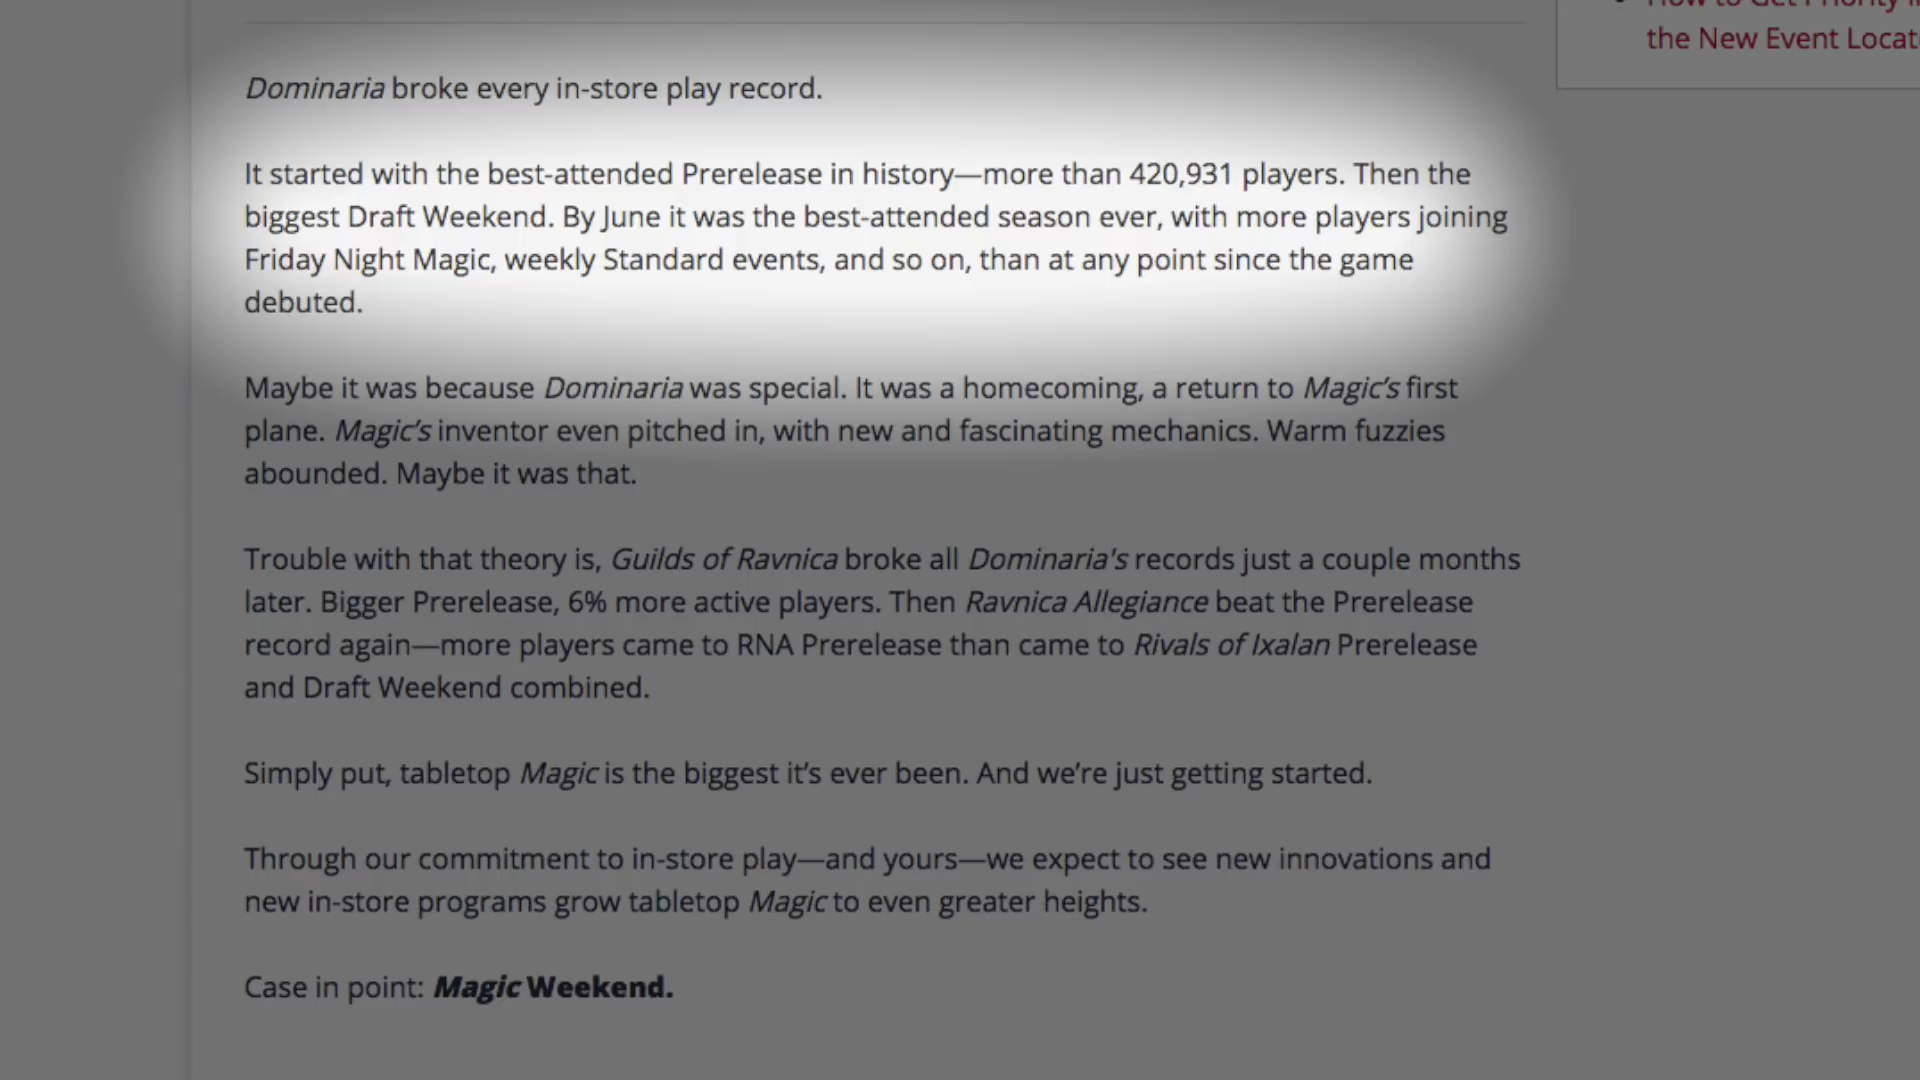 How to Get Priority
the New Event Locat
Dominaria broke every in-store play record.
It started with the best-attended Prerelease in history—more than 420,931 players. Then the
biggest Draft Weekend. By June it was the best-attended season ever, with more players joining
Friday Night Magic, weekly Standard events, and so on, than at any point since the game
debuted.
Maybe it was because Dominaria was special. It was a homecoming, a return to Magic’s first
plane. Magic’s inventor even pitched in, with new and fascinating mechanics. Warm fuzzies
abounded. Maybe it was that.
Trouble with that theory is, Guilds of Ravnica broke all Dominaria's records just a couple months
later. Bigger Prerelease, 6% more active players. Then Ravnica Allegiance beat the Prerelease
record again—more players came to RNA Prerelease than came to Rivals of Ixalan Prerelease
and Draft Weekend combined.
Simply put, tabletop Magic is the biggest it’s ever been. And we’re just getting started.
Through our commitment to in-store play—and yours—we expect to see new innovations and
new in-store programs grow tabletop Magic to even greater heights.
Case in point: Magic Weekend.